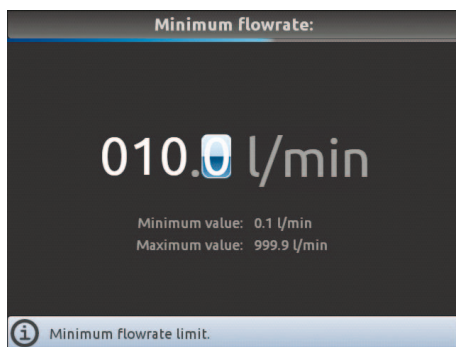 Minimum flowrate:
010.0 l/min
Minimum value: 0.1 l/min
Maximum value: 999.9 l/min
i Minimum flowrate limit.